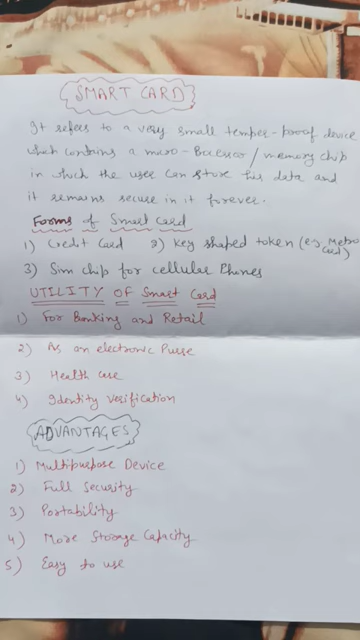 SMART CARD
It refers to a very small temper-proof device
which contains a micro-Processor/memory chip
in which the user can store his data and
it remains secure in it forever.
Forms of Smart Card
1) Credit Card 2) Key shaped token (eg. Metro Card)
3) Sim chip for cellular Phones
UTILITY OF Smart Card
1) For Banking and Retail
2) As an electronic Purse
3) Health care
4) Identity verification
ADVANTAGES
1) Multipurpose Device
2) Full Security
3) Portability
4) More Storage Capacity
5) Easy to use